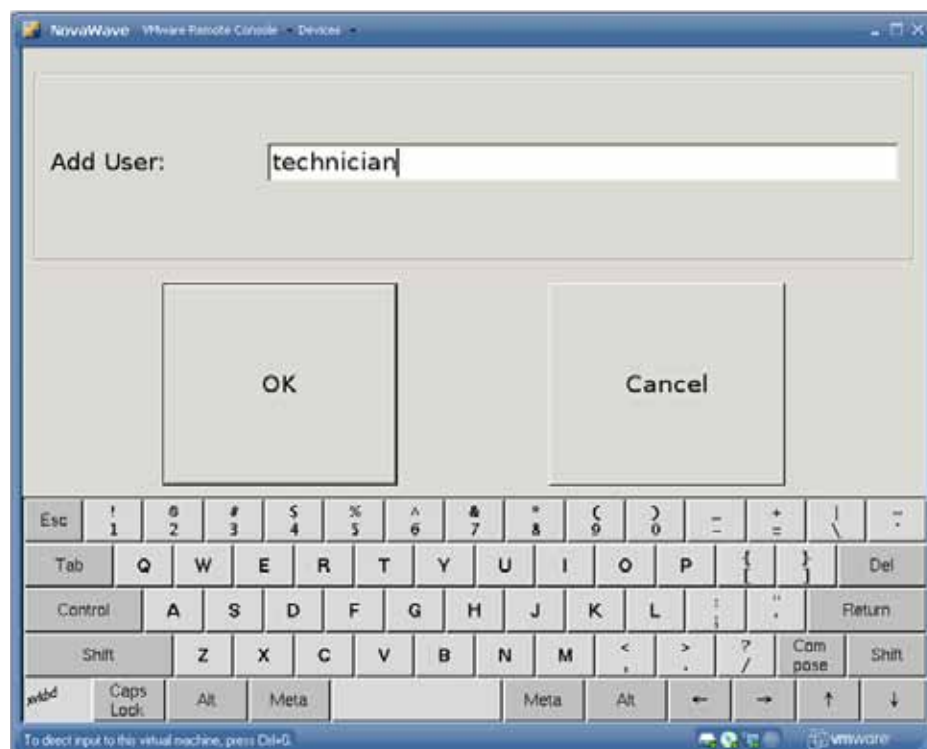 NovaWave VMware Remote Console Devices
Add User: technician
OK Cancel
! @ # $ % ^ & * ( ) _ + | ~
Esc 1 2 3 4 5 6 7 8 9 0 - = \ `
Tab Q W E R T Y U I O P { [ } ] Del
Control A S D F G H J K L : ; " ' Return
Shift Z X C V B N M < , > . ? / Com pose Shift
xvkbd Caps Lock Alt Meta Meta Alt ← → ↑ ↓
To direct input to this virtual machine, press Ctrl+G. vmware